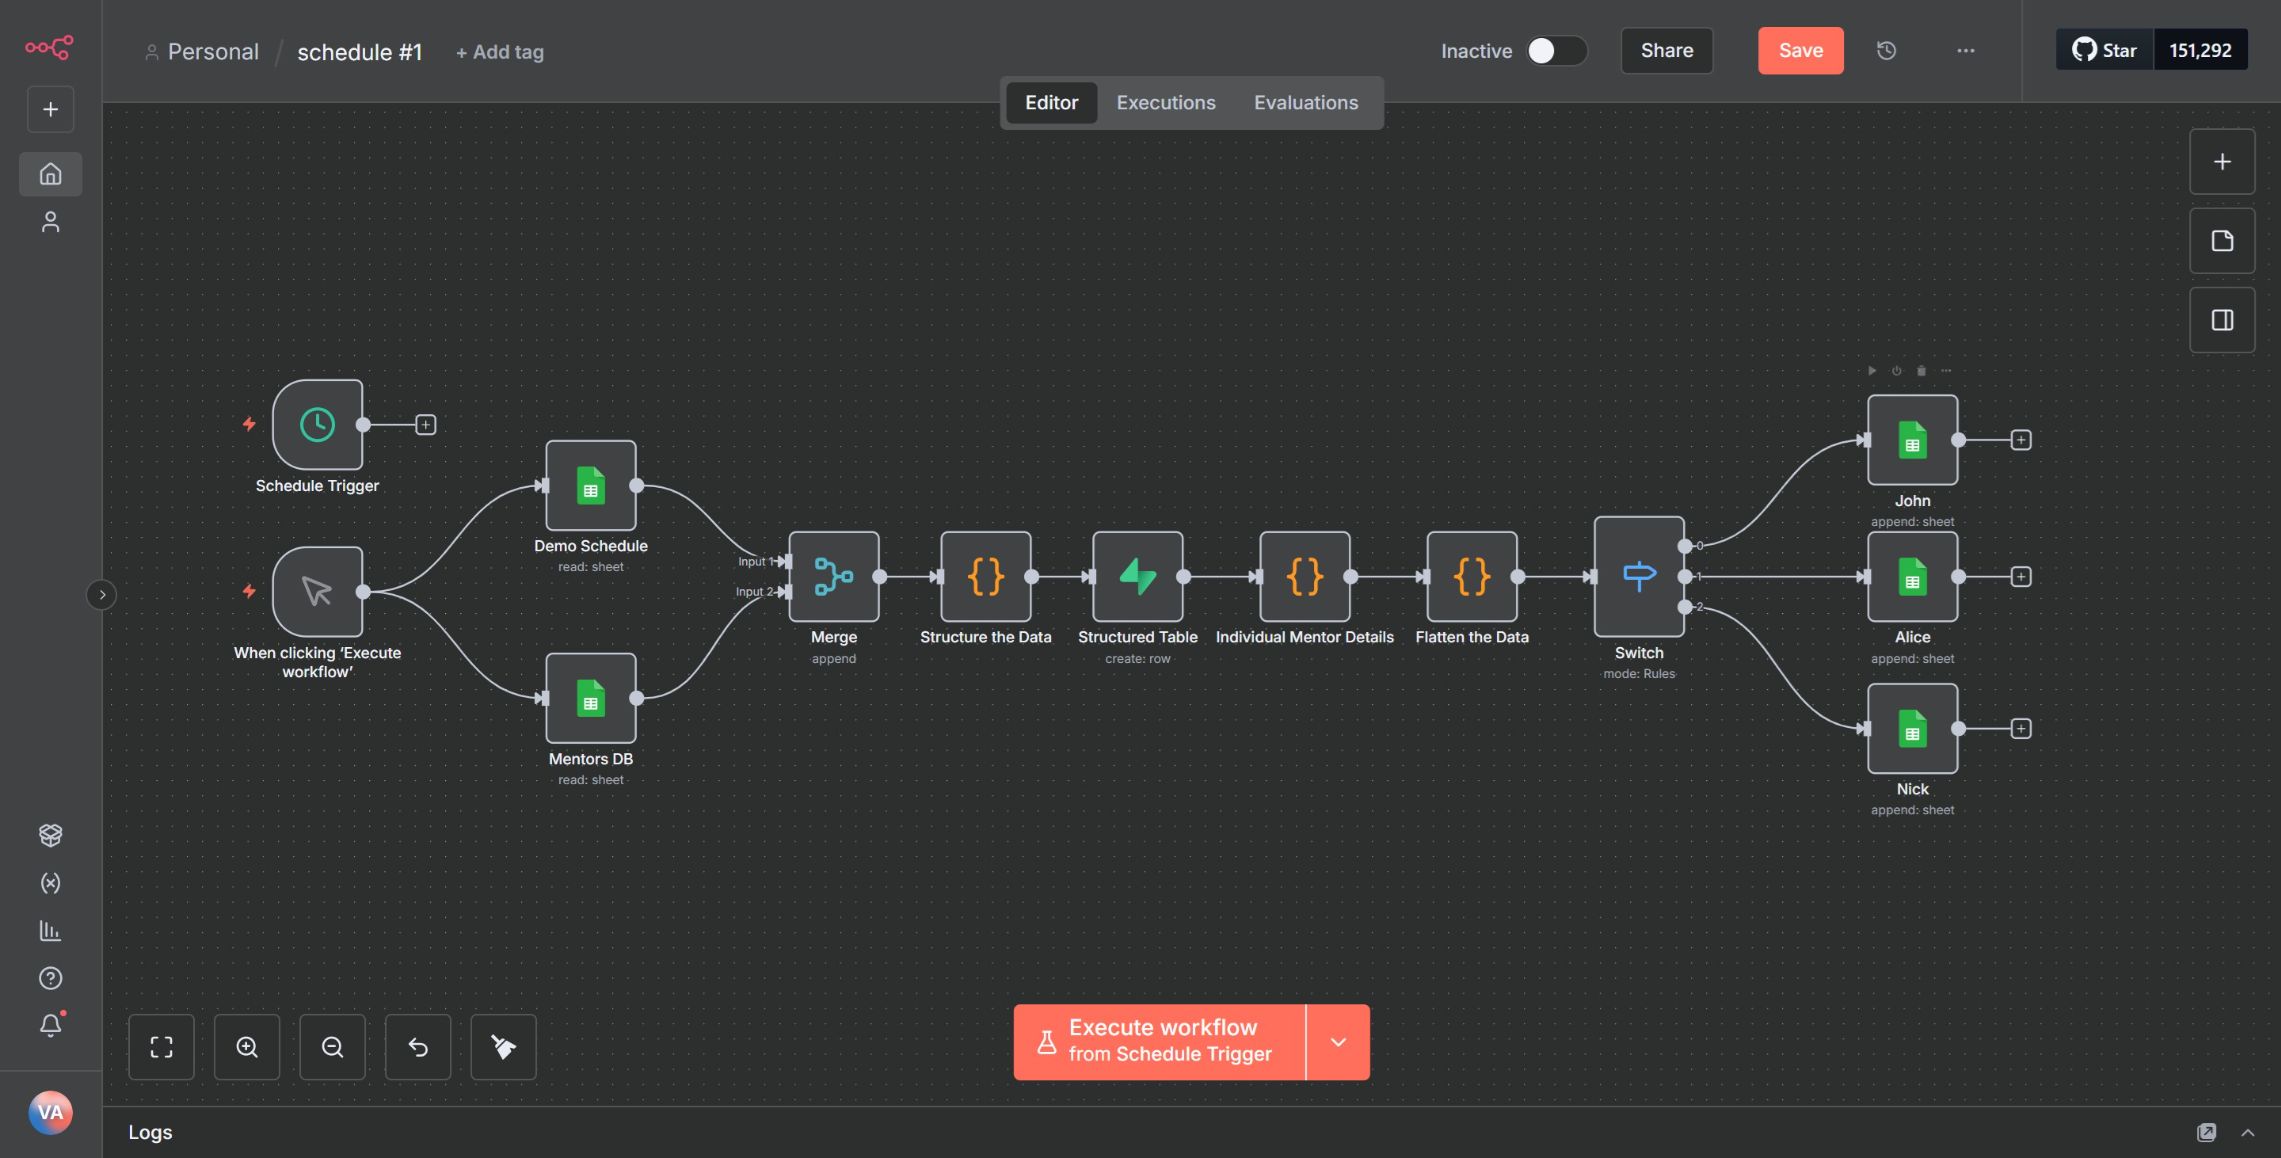 Personal / schedule #1 + Add tag
Inactive
Share
Save
Star 151,292
Editor Executions Evaluations
Schedule Trigger
When clicking ‘Execute
workflow’
Demo Schedule
read: sheet
Mentors DB
read: sheet
Input 1
Input 2
Merge
append
Structure the Data
Structured Table
create: row
Individual Mentor Details
Flatten the Data
Switch
mode: Rules
0
1
2
John
append: sheet
Alice
append: sheet
Nick
append: sheet
Execute workflow
from Schedule Trigger
VA
Logs